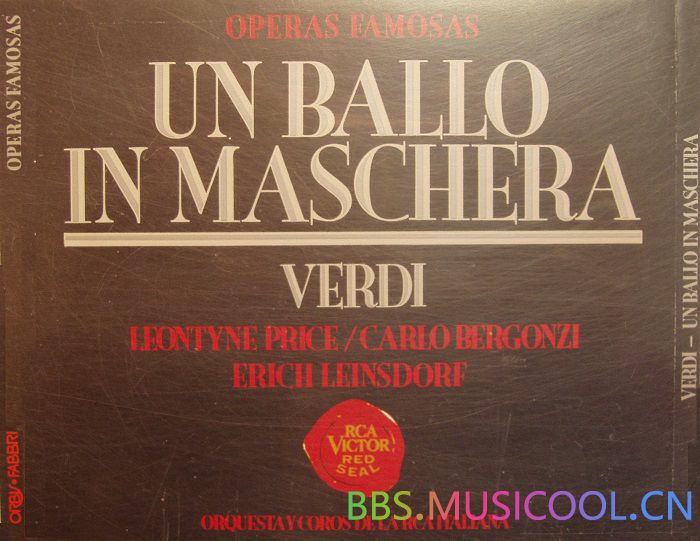 OPERAS FAMOSAS
OPERAS FAMOSAS
UN BALLO
IN MASCHERA
VERDI
LEONTYNE PRICE/CARLO BERGONZI
ERICH LEINSDORF
RCA
VICTOR
RED
SEAL
ORQUESTA Y COROS DE LA RCA ITALIANA
ORBIS • FABBRI
VERDI – UN BALLO IN MASCHERA
BBS.MUSICOOL.CN